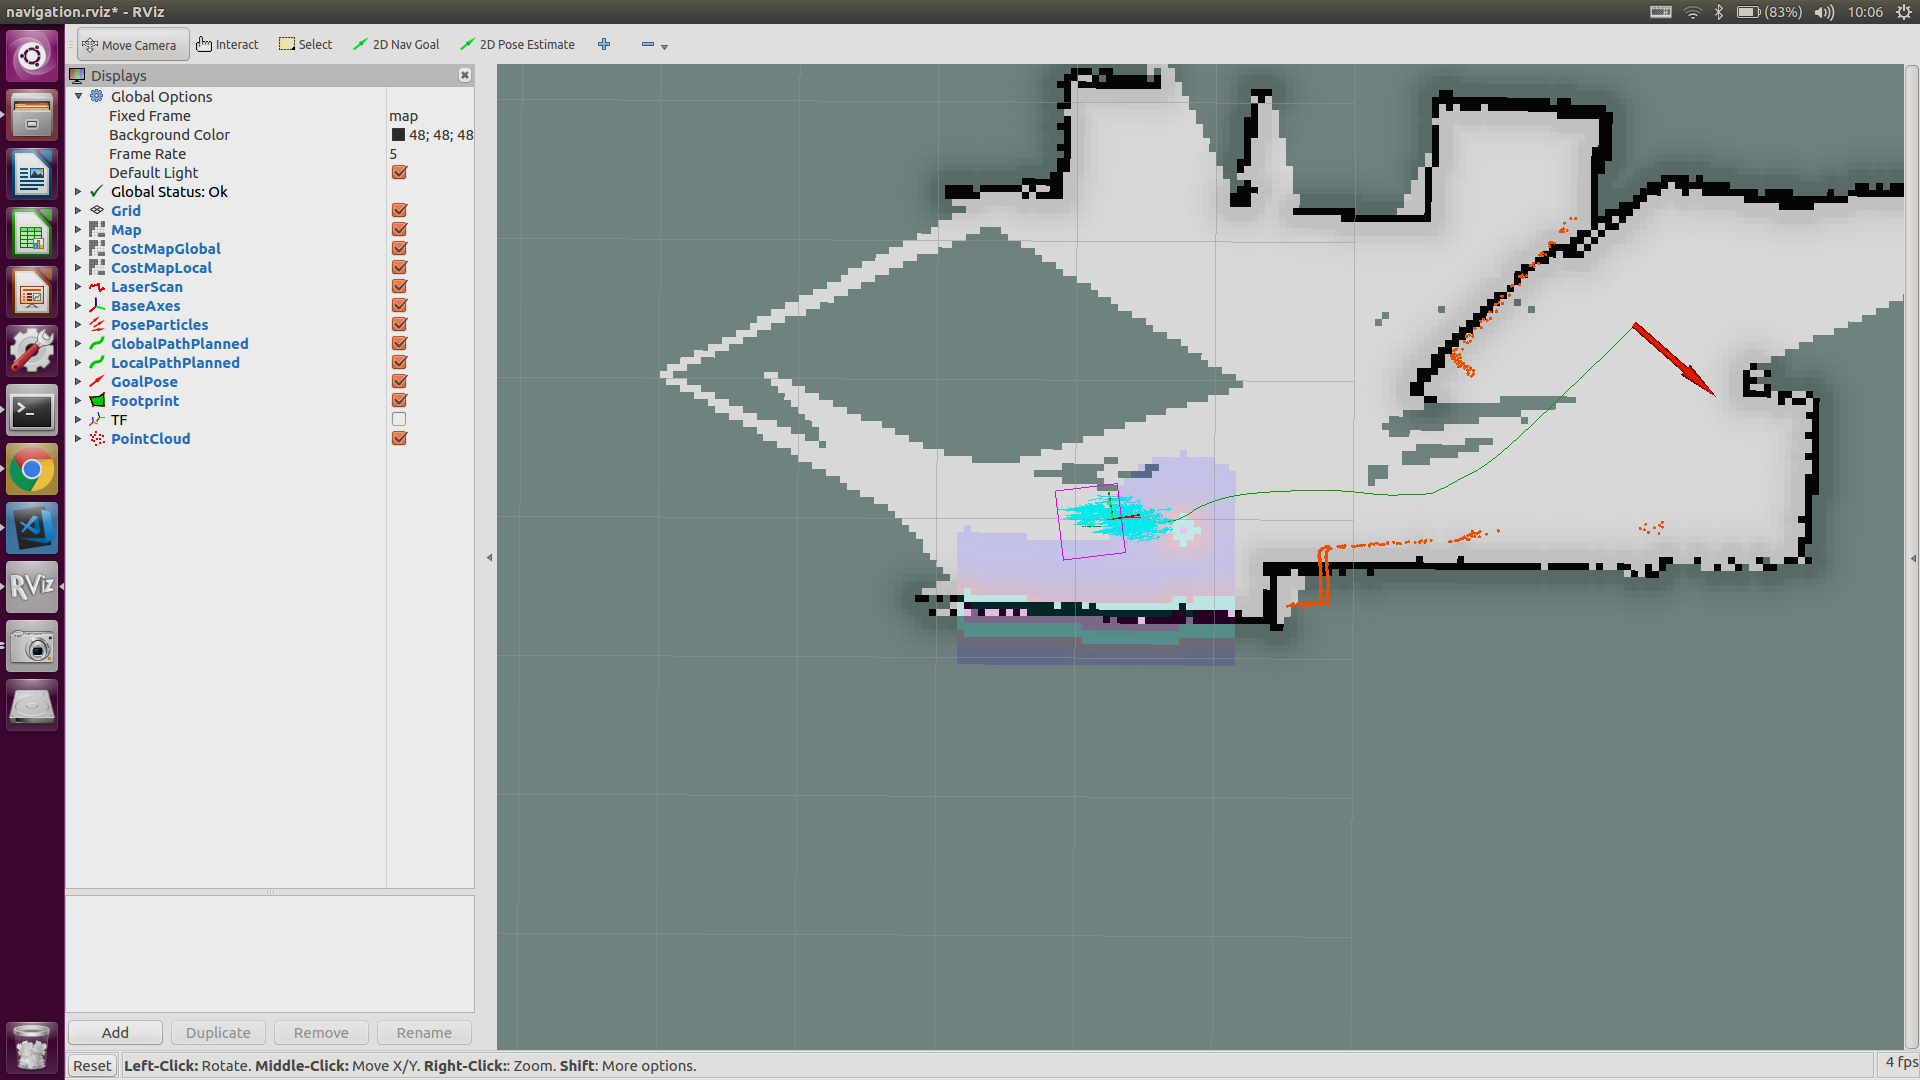 navigation.rviz* - RViz
(83%)
10:06
Move Camera
Interact
Select
2D Nav Goal
2D Pose Estimate
Displays
Global Options
Fixed Frame
map
Background Color
48; 48; 48
Frame Rate
5
Default Light
Global Status: Ok
Grid
Map
CostMapGlobal
CostMapLocal
LaserScan
BaseAxes
PoseParticles
GlobalPathPlanned
LocalPathPlanned
GoalPose
Footprint
TF
PointCloud
RViz
Add
Duplicate
Remove
Rename
Reset
Left-Click: Rotate. Middle-Click: Move X/Y. Right-Click:: Zoom. Shift: More options.
4 fps